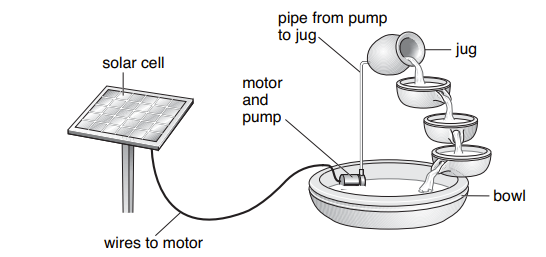 pipe from pump
to jug
jug
solar cell
motor
and
pump
bowl
wires to motor